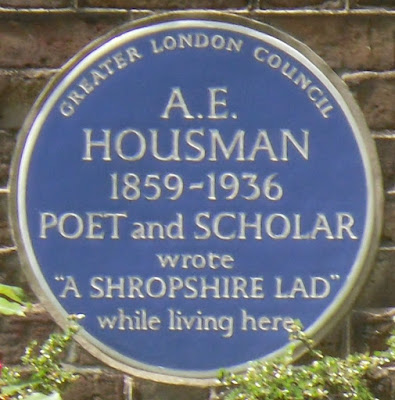 GREATER LONDON COUNCIL
A.E.
HOUSMAN
1859-1936
POET and SCHOLAR
wrote
"A SHROPSHIRE LAD"
while living here